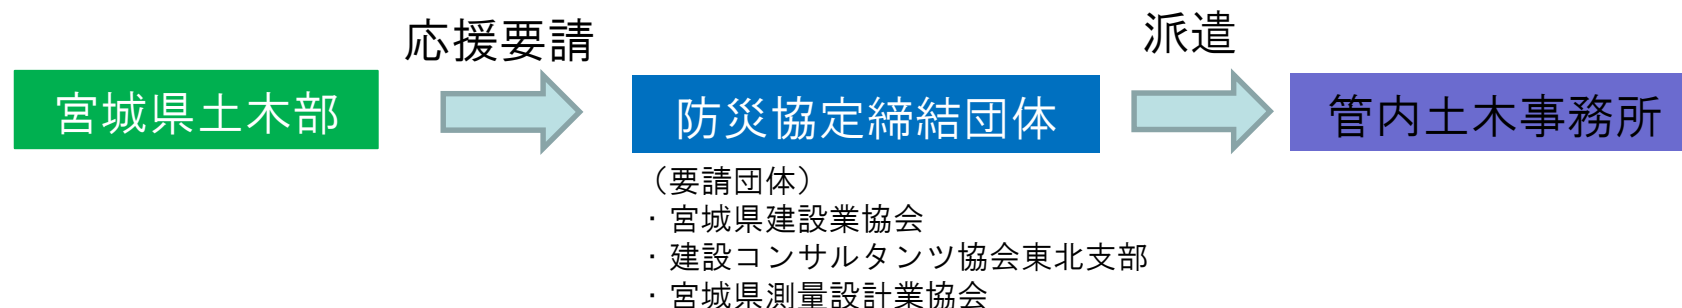 応援要請
派遣
宮城県土木部
防災協定締結団体
管内土木事務所
（要請団体）
・宮城県建設業協会
・建設コンサルタンツ協会東北支部
・宮城県測量設計業協会